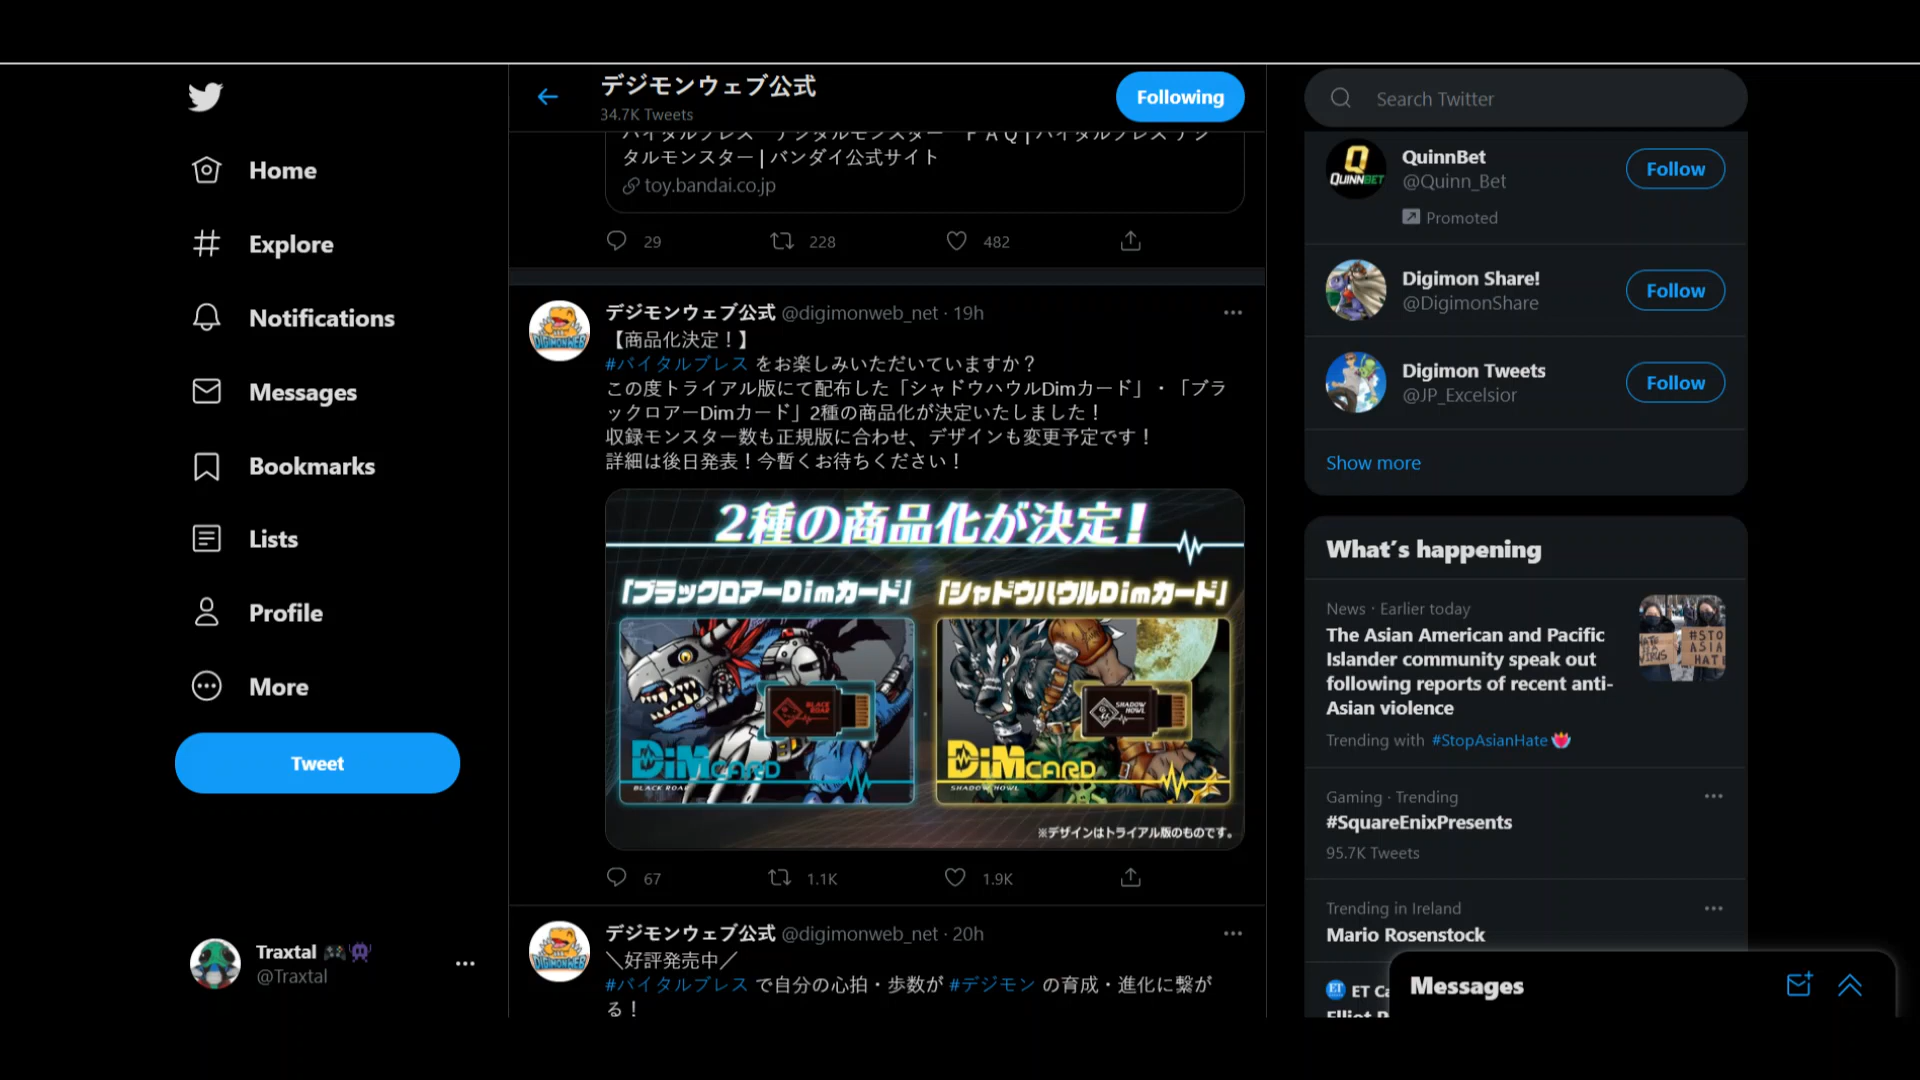 Home
Explore
Notifications
Messages
Bookmarks
Lists
Profile
More
Tweet
Traxtal
@Traxtal
デジモンウェブ公式
34.7K Tweets
Following
バイタルブレス デジタルモンスター ＦＡＱ | バイタルブレス デジ
タルモンスター | バンダイ公式サイト
toy.bandai.co.jp
29
228
482
デジモンウェブ公式 @digimonweb_net · 19h
【商品化決定！】
#バイタルブレス をお楽しみいただいていますか？
この度トライアル版にて配布した「シャドウハウルDimカード」・「ブラ
ックロアーDimカード」2種の商品化が決定いたしました！
収録モンスター数も正規版に合わせ、デザインも変更予定です！
詳細は後日発表！今暫くお待ちください！
2種の商品化が決定！
「ブラックロアーDimカード」
「シャドウハウルDimカード」
BLACK ROAR
DiM CARD
BLACK ROAR
SHADOW HOWL
DiM CARD
SHADOW HOWL
※デザインはトライアル版のものです。
67
1.1K
1.9K
デジモンウェブ公式 @digimonweb_net · 20h
＼好評発売中／
#バイタルブレス で自分の心拍・歩数が #デジモン の育成・進化に繋が
る！
Search Twitter
QUINNBET
QuinnBet
@Quinn_Bet
Promoted
Follow
Digimon Share!
@DigimonShare
Follow
Digimon Tweets
@JP_Excelsior
Follow
Show more
What's happening
News · Earlier today
The Asian American and Pacific
Islander community speak out
following reports of recent anti-
Asian violence
Trending with #StopAsianHate
Gaming · Trending
#SquareEnixPresents
95.7K Tweets
Trending in Ireland
Mario Rosenstock
Messages